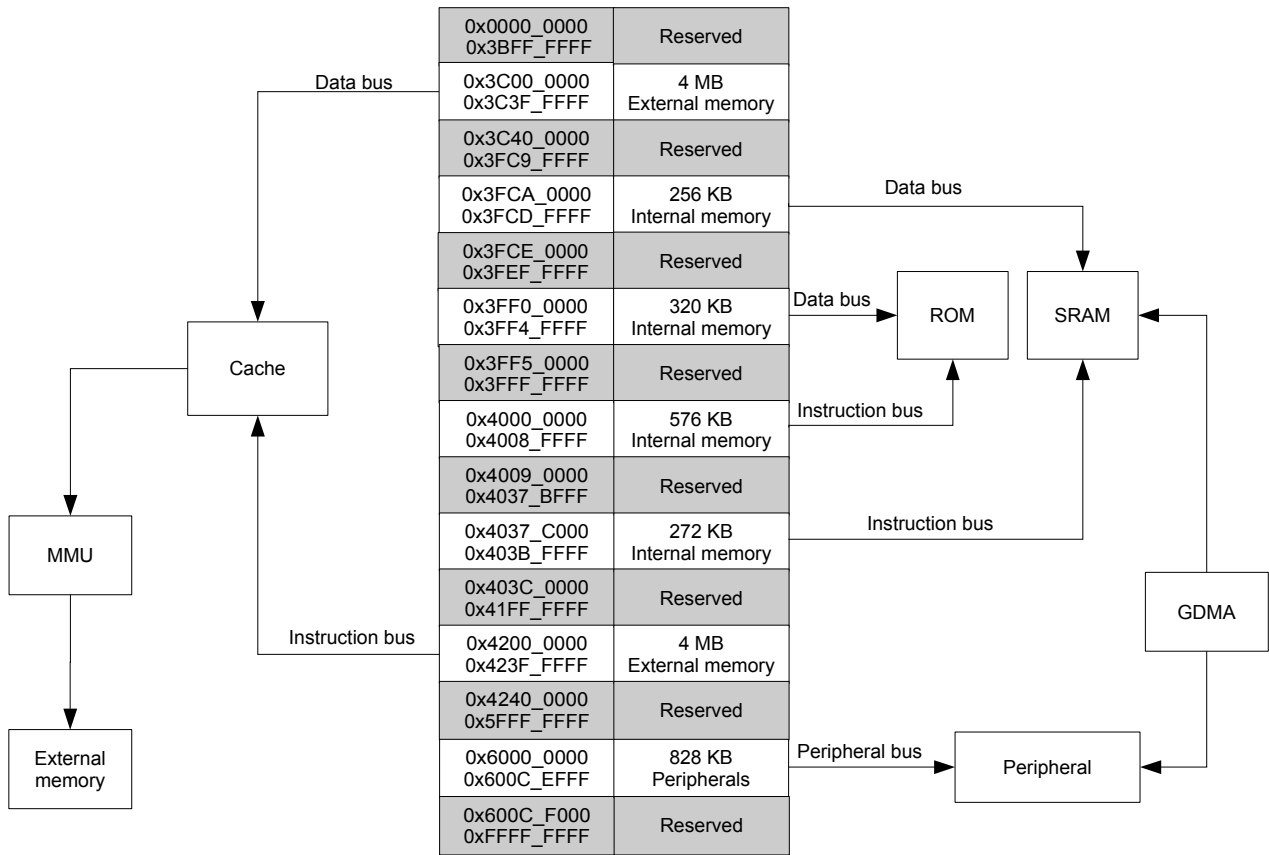 0x0000_0000
0x3BFF_FFFF
Reserved
Data bus
0x3C00_0000
0x3C3F_FFFF
4 MB
External memory
0x3C40_0000
0x3FC9_FFFF
Reserved
0x3FCA_0000
0x3FCD_FFFF
256 KB
Internal memory
Data bus
0x3FCE_0000
0x3FEF_FFFF
Reserved
0x3FF0_0000
0x3FF4_FFFF
320 KB
Internal memory
Data bus
ROM
SRAM
Cache
0x3FF5_0000
0x3FFF_FFFF
Reserved
0x4000_0000
0x4008_FFFF
576 KB
Internal memory
Instruction bus
0x4009_0000
0x4037_BFFF
Reserved
MMU
0x4037_C000
0x403B_FFFF
272 KB
Internal memory
Instruction bus
0x403C_0000
0x41FF_FFFF
Reserved
GDMA
Instruction bus
0x4200_0000
0x423F_FFFF
4 MB
External memory
0x4240_0000
0x5FFF_FFFF
Reserved
External
memory
0x6000_0000
0x600C_EFFF
828 KB
Peripherals
Peripheral bus
Peripheral
0x600C_F000
0xFFFF_FFFF
Reserved